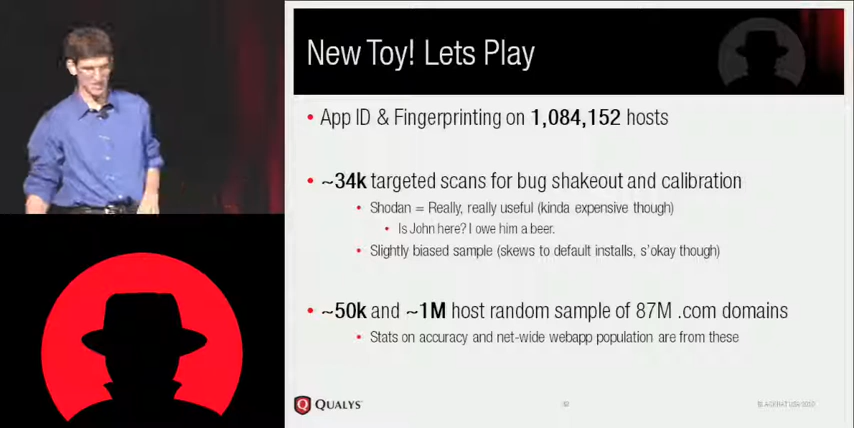 New Toy! Lets Play
• App ID & Fingerprinting on 1,084,152 hosts
• ~34k targeted scans for bug shakeout and calibration
• Shodan = Really, really useful (kinda expensive though)
• Is John here? I owe him a beer.
• Slightly biased sample (skews to default installs, s'okay though)
• ~50k and ~1M host random sample of 87M .com domains
• Stats on accuracy and net-wide webapp population are from these
QUALYS
BLACKHAT USA 2010